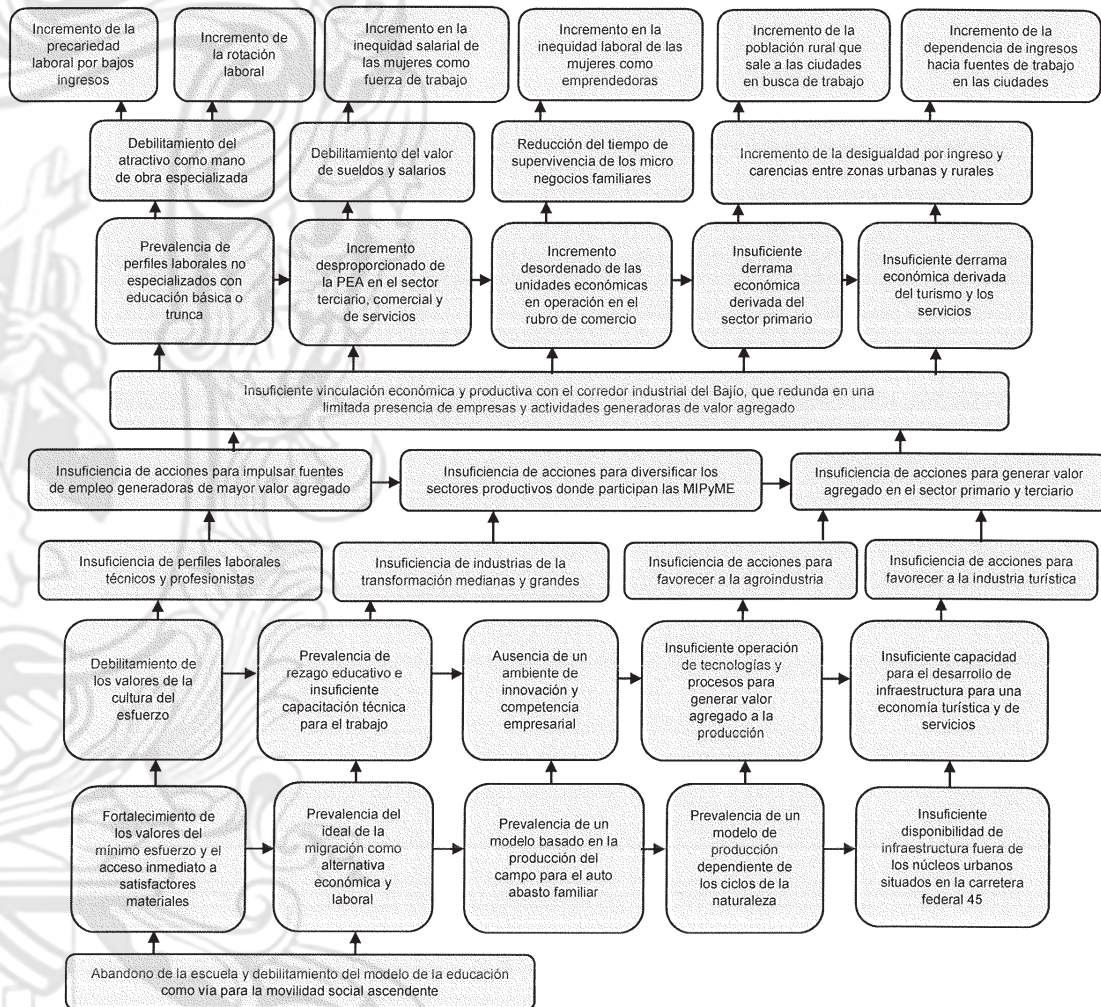 Incremento de la
precariedad
laboral por bajos
ingresos
Incremento de
la rotación
laboral
Incremento en la
inequidad salarial de
las mujeres como
fuerza de trabajo
Incremento en la
inequidad laboral de las
mujeres como
emprendedoras
Incremento de la
población rural que
sale a las ciudades
en busca de trabajo
Incremento de la
dependencia de ingresos
hacia fuentes de trabajo
en las ciudades
Debilitamiento del
atractivo como mano
de obra especializada
Debilitamiento del valor
de sueldos y salarios
Reducción del tiempo de
supervivencia de los micro
negocios familiares
Incremento de la desigualdad por ingreso y
carencias entre zonas urbanas y rurales
Prevalencia de
perfiles laborales no
especializados con
educación básica o
trunca
Incremento
desproporcionado de
la PEA en el sector
terciario, comercial y
de servicios
Incremento
desordenado de las
unidades económicas
en operación en el
rubro de comercio
Insuficiente
derrama
económica
derivada del
sector primario
Insuficiente derrama
económica derivada
del turismo y los
servicios
Insuficiente vinculación económica y productiva con el corredor industrial del Bajío, que redunda en una
limitada presencia de empresas y actividades generadoras de valor agregado
Insuficiencia de acciones para impulsar fuentes
de empleo generadoras de mayor valor agregado
Insuficiencia de acciones para diversificar los
sectores productivos donde participan las MIPyME
Insuficiencia de acciones para generar valor
agregado en el sector primario y terciario
Insuficiencia de perfiles laborales
técnicos y profesionistas
Insuficiencia de industrias de la
transformación medianas y grandes
Insuficiencia de acciones para
favorecer a la agroindustria
Insuficiencia de acciones para
favorecer a la industria turística
Debilitamiento de
los valores de la
cultura del
esfuerzo
Prevalencia de
rezago educativo e
insuficiente
capacitación técnica
para el trabajo
Ausencia de un
ambiente de
innovación y
competencia
empresarial
Insuficiente operación
de tecnologías y
procesos para
generar valor
agregado a la
producción
Insuficiente capacidad
para el desarrollo de
infraestructura para una
economía turística y de
servicios
Fortalecimiento de
los valores del
mínimo esfuerzo y el
acceso inmediato a
satisfactores
materiales
Prevalencia del
ideal de la
migración como
alternativa
económica y
laboral
Prevalencia de un
modelo basado en la
producción del
campo para el auto
abasto familiar
Prevalencia de un
modelo de
producción
dependiente de
los ciclos de la
naturaleza
Insuficiente
disponibilidad de
infraestructura fuera de
los núcleos urbanos
situados en la carretera
federal 45
Abandono de la escuela y debilitamiento del modelo de la educación
como vía para la movilidad social ascendente